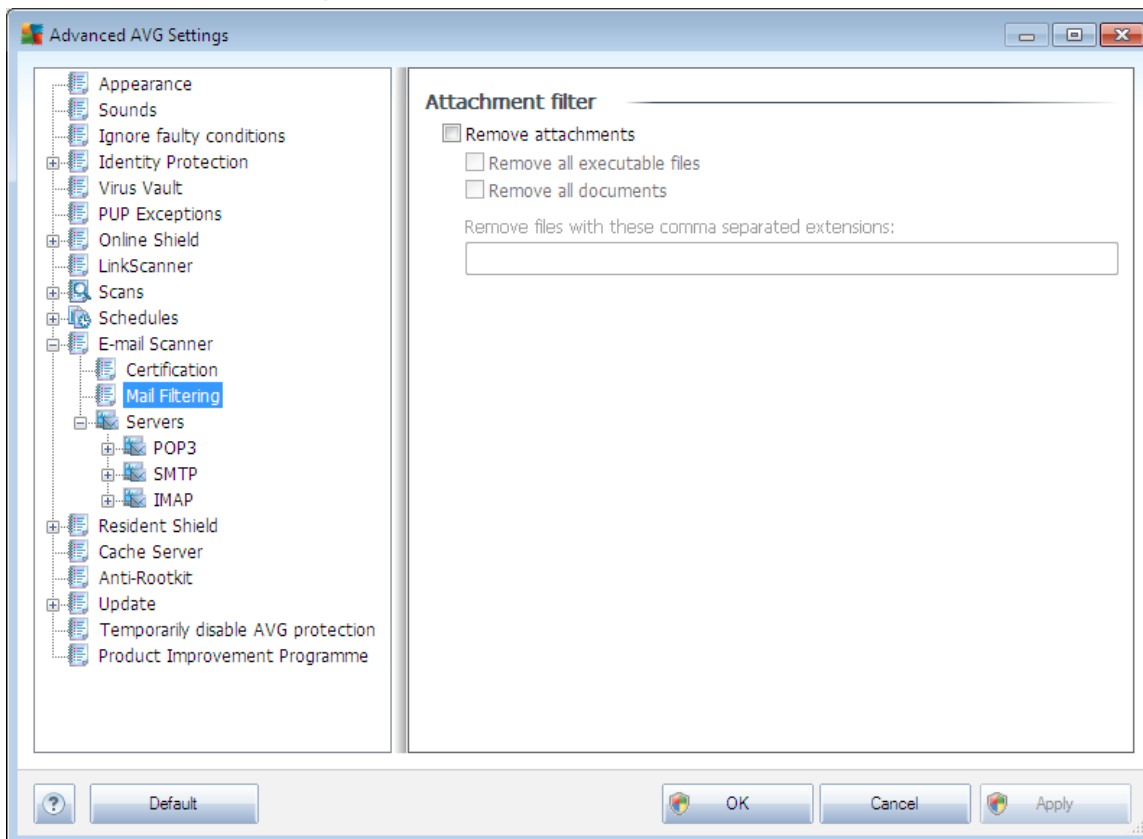 Advanced AVG Settings
Appearance
Sounds
Ignore faulty conditions
Identity Protection
Virus Vault
PUP Exceptions
Online Shield
LinkScanner
Scans
Schedules
E-mail Scanner
Certification
Mail Filtering
Servers
POP3
SMTP
IMAP
Resident Shield
Cache Server
Anti-Rootkit
Update
Temporarily disable AVG protection
Product Improvement Programme
Attachment filter
Remove attachments
Remove all executable files
Remove all documents
Remove files with these comma separated extensions:
?
Default
OK
Cancel
Apply